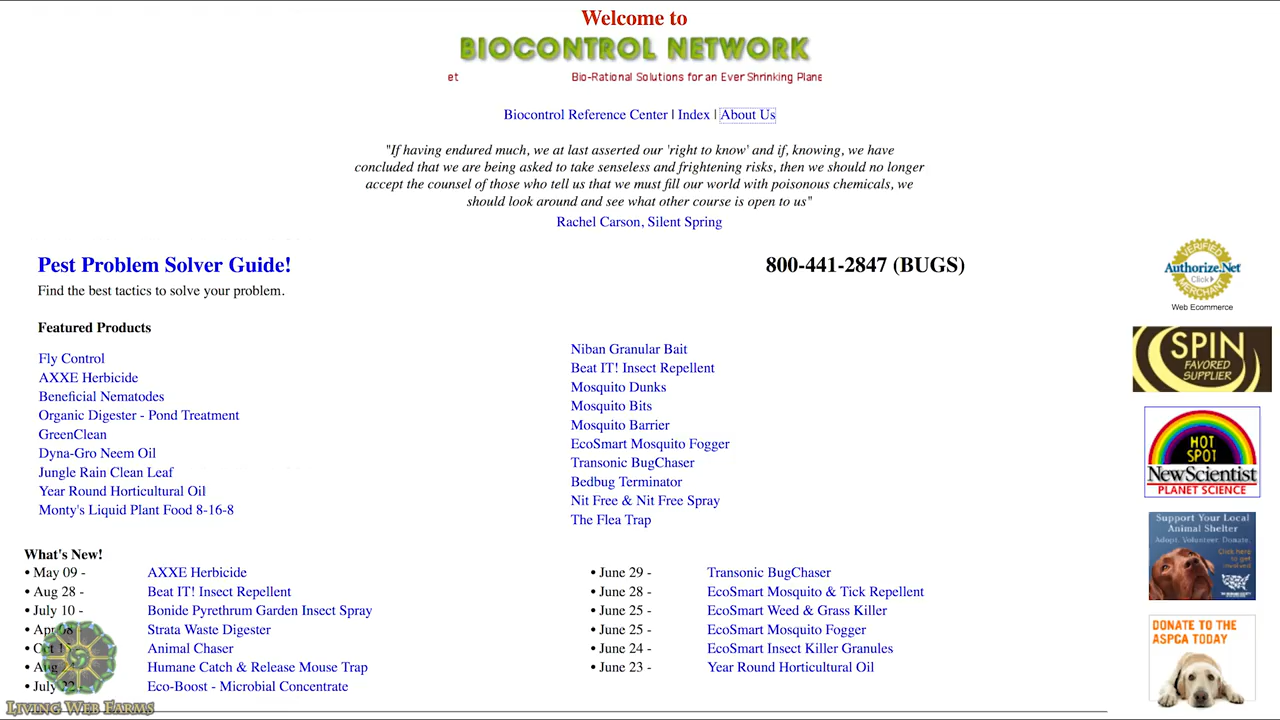 Welcome to
BIOCONTROL NETWORK
et Bio-Rational Solutions for an Ever Shrinking Plane
Biocontrol Reference Center | Index | About Us
"If having endured much, we at last asserted our 'right to know' and if, knowing, we have
concluded that we are being asked to take senseless and frightening risks, then we should no longer
accept the counsel of those who tell us that we must fill our world with poisonous chemicals, we
should look around and see what other course is open to us"
Rachel Carson, Silent Spring
Pest Problem Solver Guide!
Find the best tactics to solve your problem.
800-441-2847 (BUGS)
Featured Products
Fly Control
AXXE Herbicide
Beneficial Nematodes
Organic Digester - Pond Treatment
GreenClean
Dyna-Gro Neem Oil
Jungle Rain Clean Leaf
Year Round Horticultural Oil
Monty's Liquid Plant Food 8-16-8
Niban Granular Bait
Beat IT! Insect Repellent
Mosquito Dunks
Mosquito Bits
Mosquito Barrier
EcoSmart Mosquito Fogger
Transonic BugChaser
Bedbug Terminator
Nit Free & Nit Free Spray
The Flea Trap
What's New!
• May 09 - AXXE Herbicide
• Aug 28 - Beat IT! Insect Repellent
• July 10 - Bonide Pyrethrum Garden Insect Spray
• Apr Strata Waste Digester
• Oct Animal Chaser
• Aug Humane Catch & Release Mouse Trap
• July 22 - Eco-Boost - Microbial Concentrate
• June 29 - Transonic BugChaser
• June 28 - EcoSmart Mosquito & Tick Repellent
• June 25 - EcoSmart Weed & Grass Killer
• June 25 - EcoSmart Mosquito Fogger
• June 24 - EcoSmart Insect Killer Granules
• June 23 - Year Round Horticultural Oil
VERIFIED
Authorize.Net
Click
MERCHANT
Web Ecommerce
SPIN
FAVORED
SUPPLIER
HOT
SPOT
NewScientist
PLANET SCIENCE
Support Your Local
Animal Shelter
Adopt. Volunteer. Donate.
Click here
to get
involved
DONATE TO THE
ASPCA TODAY
LIVING WEB FARMS